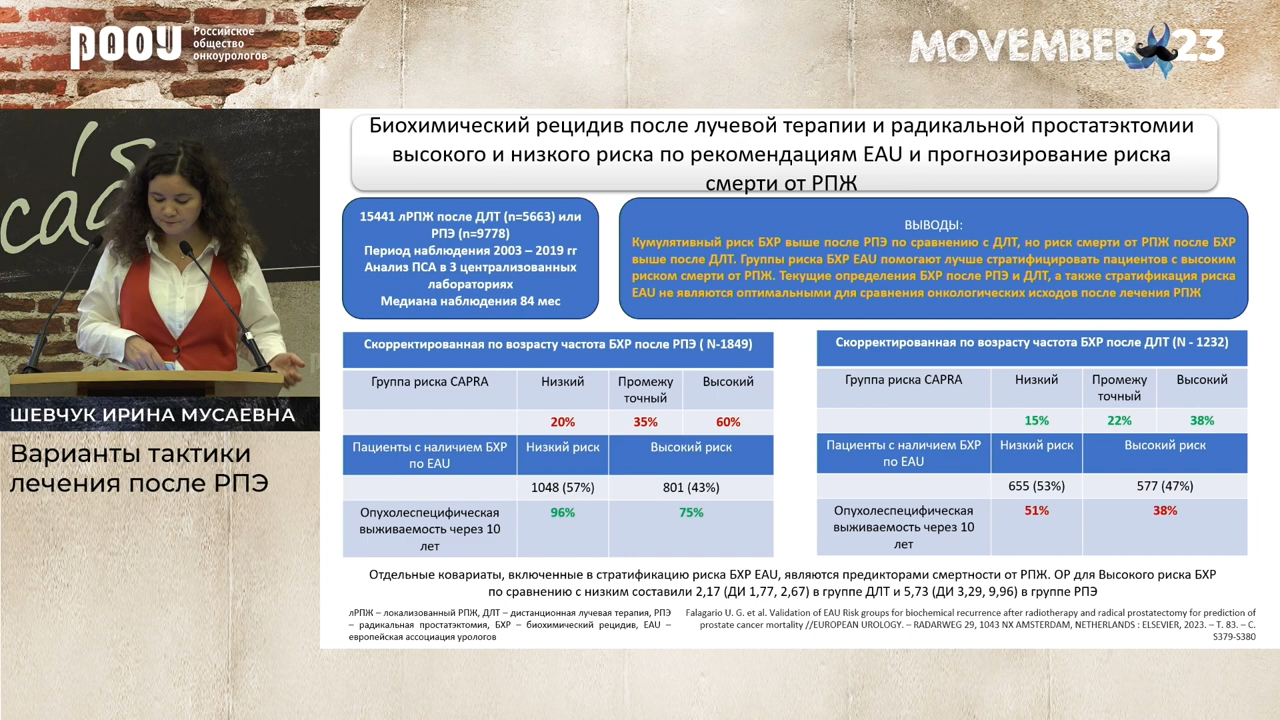 РООУ
Российское
общество
онкоурологов
MOVEMBER 23
Биохимический рецидив после лучевой терапии и радикальной простатэктомии
высокого и низкого риска по рекомендациям EAU и прогнозирование риска
смерти от РПЖ
15441 лРПЖ после ДЛТ (n=5663) или
РПЭ (n=9778)
Период наблюдения 2003 – 2019 гг
Анализ ПСА в 3 централизованных
лабораториях
Медиана наблюдения 84 мес
ВЫВОДЫ:
Кумулятивный риск БХР выше после РПЭ по сравнению с ДЛТ, но риск смерти от РПЖ после БХР
выше после ДЛТ. Группы риска БХР EAU помогают лучше стратифицировать пациентов с высоким
риском смерти от РПЖ. Текущие определения БХР после РПЭ и ДЛТ, а также стратификация риска
EAU не являются оптимальными для сравнения онкологических исходов после лечения РПЖ
Скорректированная по возрасту частота БХР после РПЭ ( N-1849)
Группа риска CAPRA Низкий Промежу Высокий
точный
20% 35% 60%
Пациенты с наличием БХР Низкий риск Высокий риск
по EAU
1048 (57%) 801 (43%)
Опухолеспецифическая 96% 75%
выживаемость через 10
лет
Скорректированная по возрасту частота БХР после ДЛТ (N - 1232)
Группа риска CAPRA Низкий Промежу Высокий
точный
15% 22% 38%
Пациенты с наличием БХР Низкий риск Высокий риск
по EAU
655 (53%) 577 (47%)
Опухолеспецифическая 51% 38%
выживаемость через 10
лет
Отдельные ковариаты, включенные в стратификацию риска БХР EAU, являются предикторами смертности от РПЖ. ОР для Высокого риска БХР
по сравнению с низким составили 2,17 (ДИ 1,77, 2,67) в группе ДЛТ и 5,73 (ДИ 3,29, 9,96) в группе РПЭ
лРПЖ – локализованный РПЖ, ДЛТ – дистанционная лучевая терапия, РПЭ
– радикальная простатэктомия, БХР – биохимический рецидив, EAU –
европейская ассоциация урологов
Falagario U. G. et al. Validation of EAU Risk groups for biochemical recurrence after radiotherapy and radical prostatectomy for prediction of
prostate cancer mortality //EUROPEAN UROLOGY. – RADARWEG 29, 1043 NX AMSTERDAM, NETHERLANDS : ELSEVIER, 2023. – Т. 83. – С.
S379-S380
ШЕВЧУК ИРИНА МУСАЕВНА
Варианты тактики
лечения после РПЭ